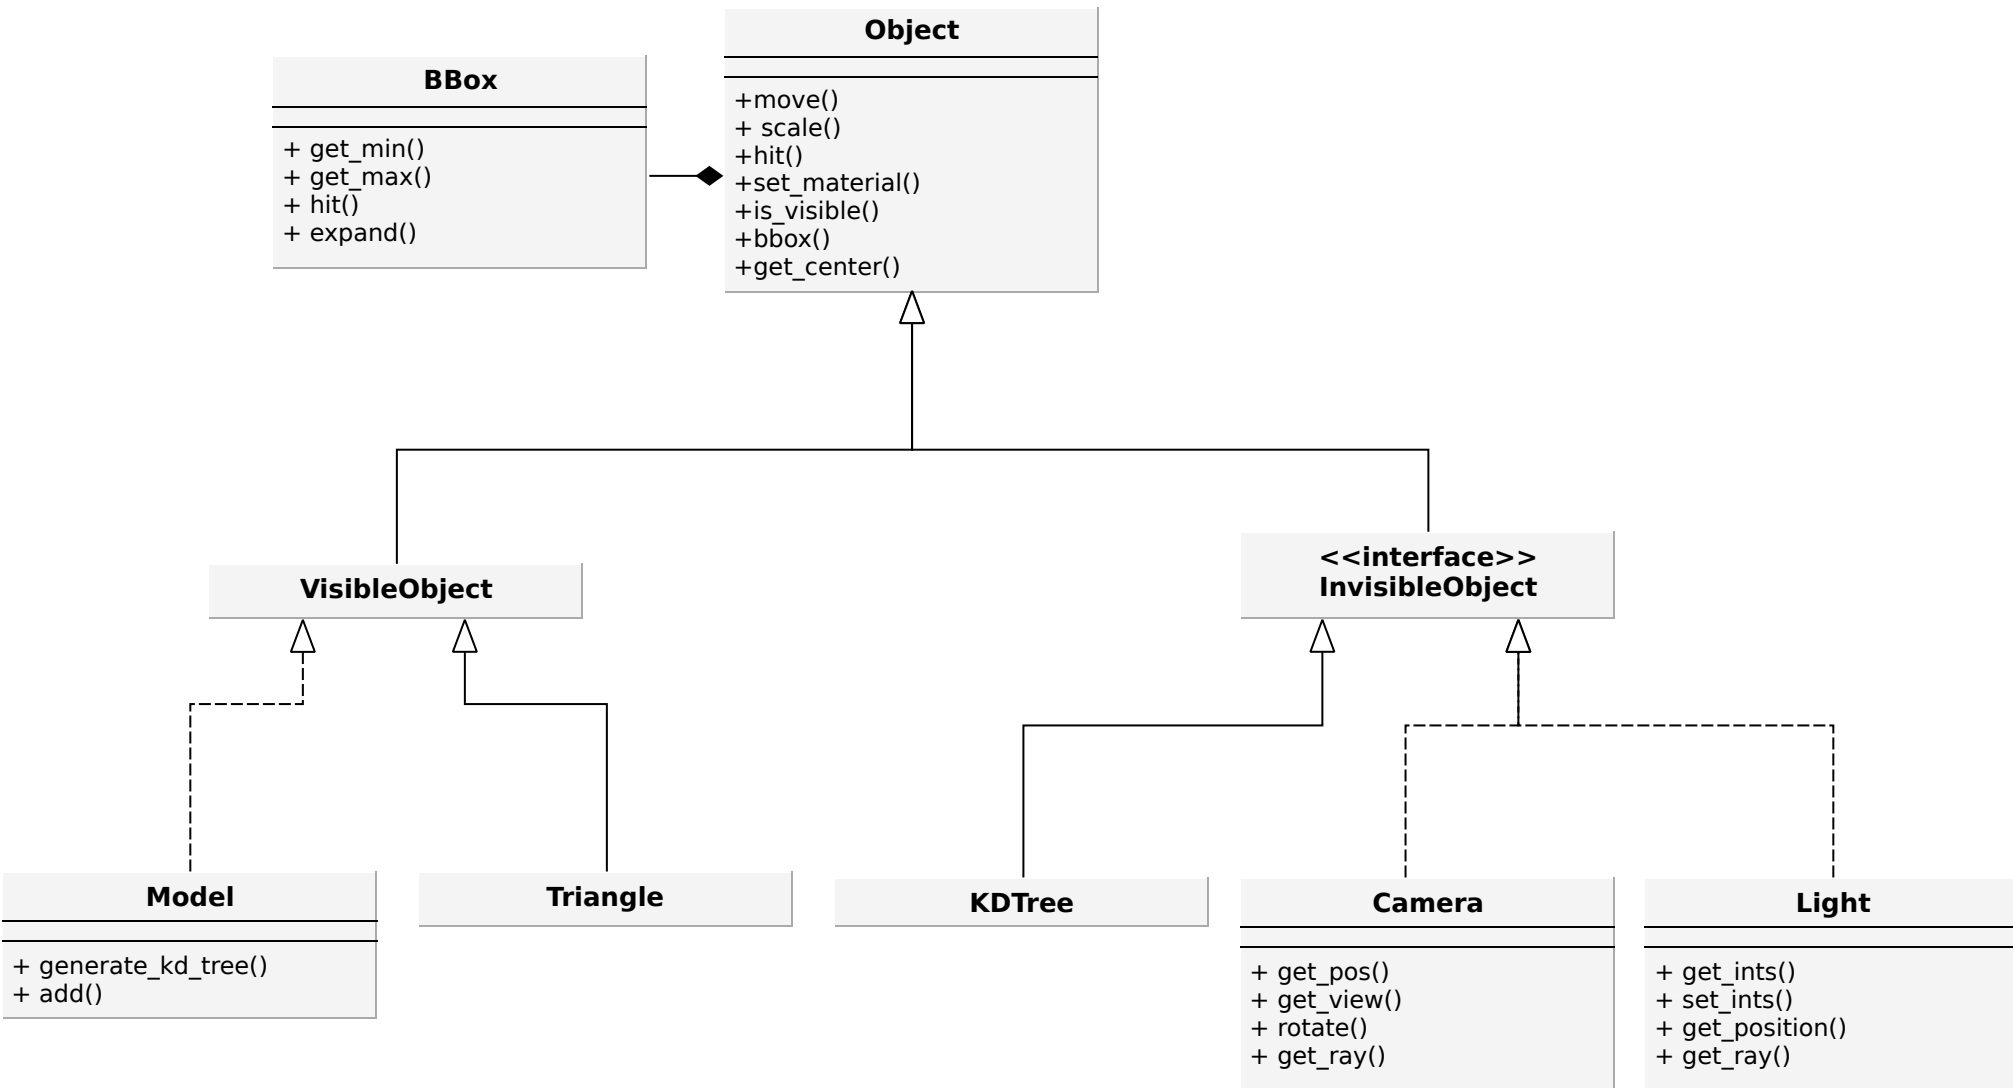 Object
+move()
+ scale()
+hit()
+set_material()
+is_visible()
+bbox()
+get_center()
BBox
+ get_min()
+ get_max()
+ hit()
+ expand()
VisibleObject
<<interface>>
InvisibleObject
Model
+ generate_kd_tree()
+ add()
Triangle
KDTree
Camera
+ get_pos()
+ get_view()
+ rotate()
+ get_ray()
Light
+ get_ints()
+ set_ints()
+ get_position()
+ get_ray()